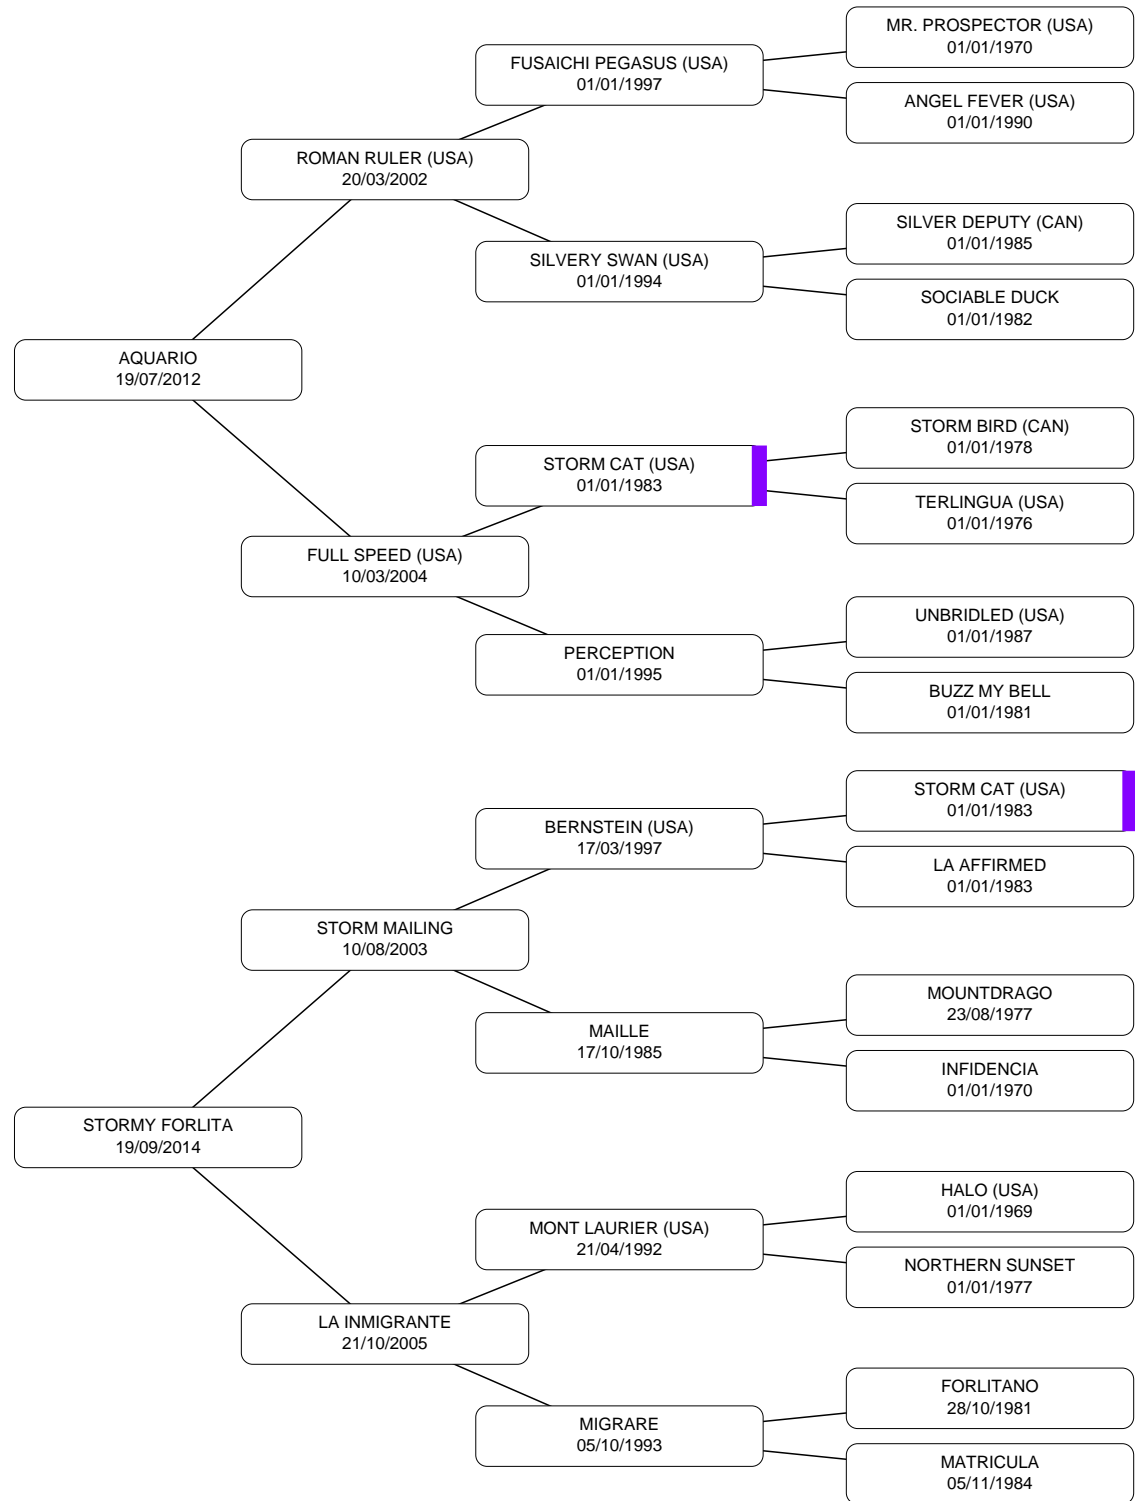 MR. PROSPECTOR (USA)
01/01/1970
FUSAICHI PEGASUS (USA)
01/01/1997
ANGEL FEVER (USA)
01/01/1990
ROMAN RULER (USA)
20/03/2002
SILVER DEPUTY (CAN)
01/01/1985
SILVERY SWAN (USA)
01/01/1994
SOCIABLE DUCK
01/01/1982
AQUARIO
19/07/2012
STORM BIRD (CAN)
01/01/1978
STORM CAT (USA)
01/01/1983
TERLINGUA (USA)
01/01/1976
FULL SPEED (USA)
10/03/2004
UNBRIDLED (USA)
01/01/1987
PERCEPTION
01/01/1995
BUZZ MY BELL
01/01/1981
STORM CAT (USA)
01/01/1983
BERNSTEIN (USA)
17/03/1997
LA AFFIRMED
01/01/1983
STORM MAILING
10/08/2003
MOUNTDRAGO
23/08/1977
MAILLE
17/10/1985
INFIDENCIA
01/01/1970
STORMY FORLITA
19/09/2014
HALO (USA)
01/01/1969
MONT LAURIER (USA)
21/04/1992
NORTHERN SUNSET
01/01/1977
LA INMIGRANTE
21/10/2005
FORLITANO
28/10/1981
MIGRARE
05/10/1993
MATRICULA
05/11/1984